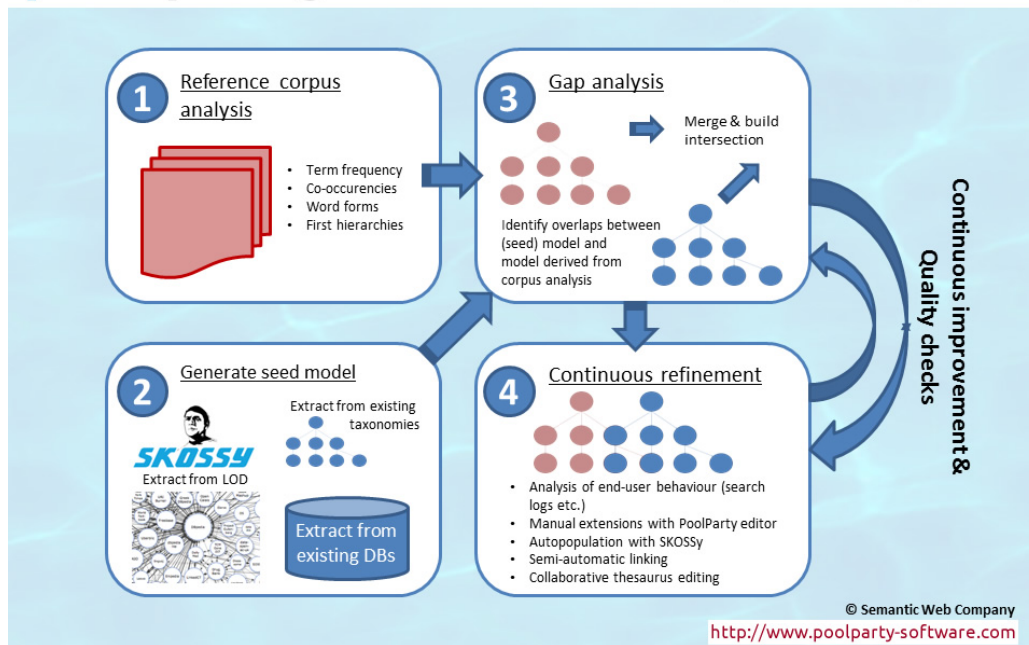 1
Reference corpus
analysis
• Term frequency
• Co-occurencies
• Word forms
• First hierarchies
3
Gap analysis
Merge & build
intersection
Identify overlaps between
(seed) model and
model derived from
corpus analysis
2
Generate seed model
SKOSSY
Extract from LOD
Extract from existing
taxonomies
Extract from
existing DBs
4
Continuous refinement
• Analysis of end-user behaviour (search
logs etc.)
• Manual extensions with PoolParty editor
• Autopopulation with SKOSSy
• Semi-automatic linking
• Collaborative thesaurus editing
Continuous improvement &
Quality checks
© Semantic Web Company
http://www.poolparty-software.com